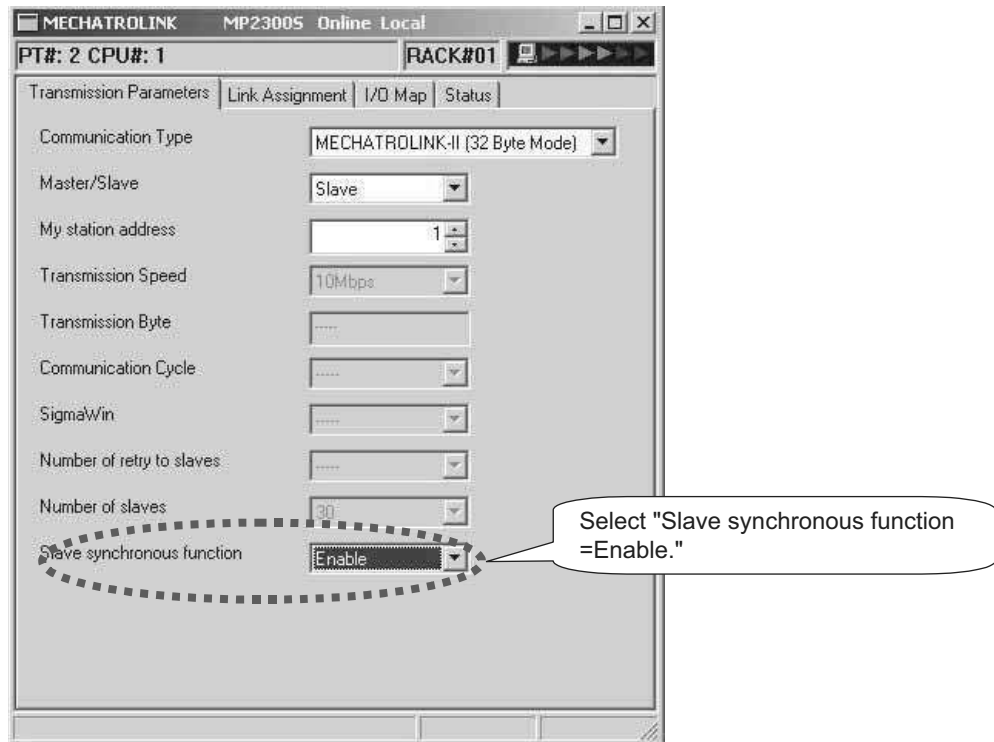 MECHATROLINK MP2300S Online Local
PT#: 2 CPU#: 1 RACK#01
Transmission Parameters Link Assignment I/O Map Status
Communication Type MECHATROLINK-II (32 Byte Mode)
Master/Slave Slave
My station address 1
Transmission Speed 10Mbps
Transmission Byte -----
Communication Cycle -----
SigmaWin -----
Number of retry to slaves -----
Number of slaves 30
Slave synchronous function Enable
Select "Slave synchronous function
=Enable."